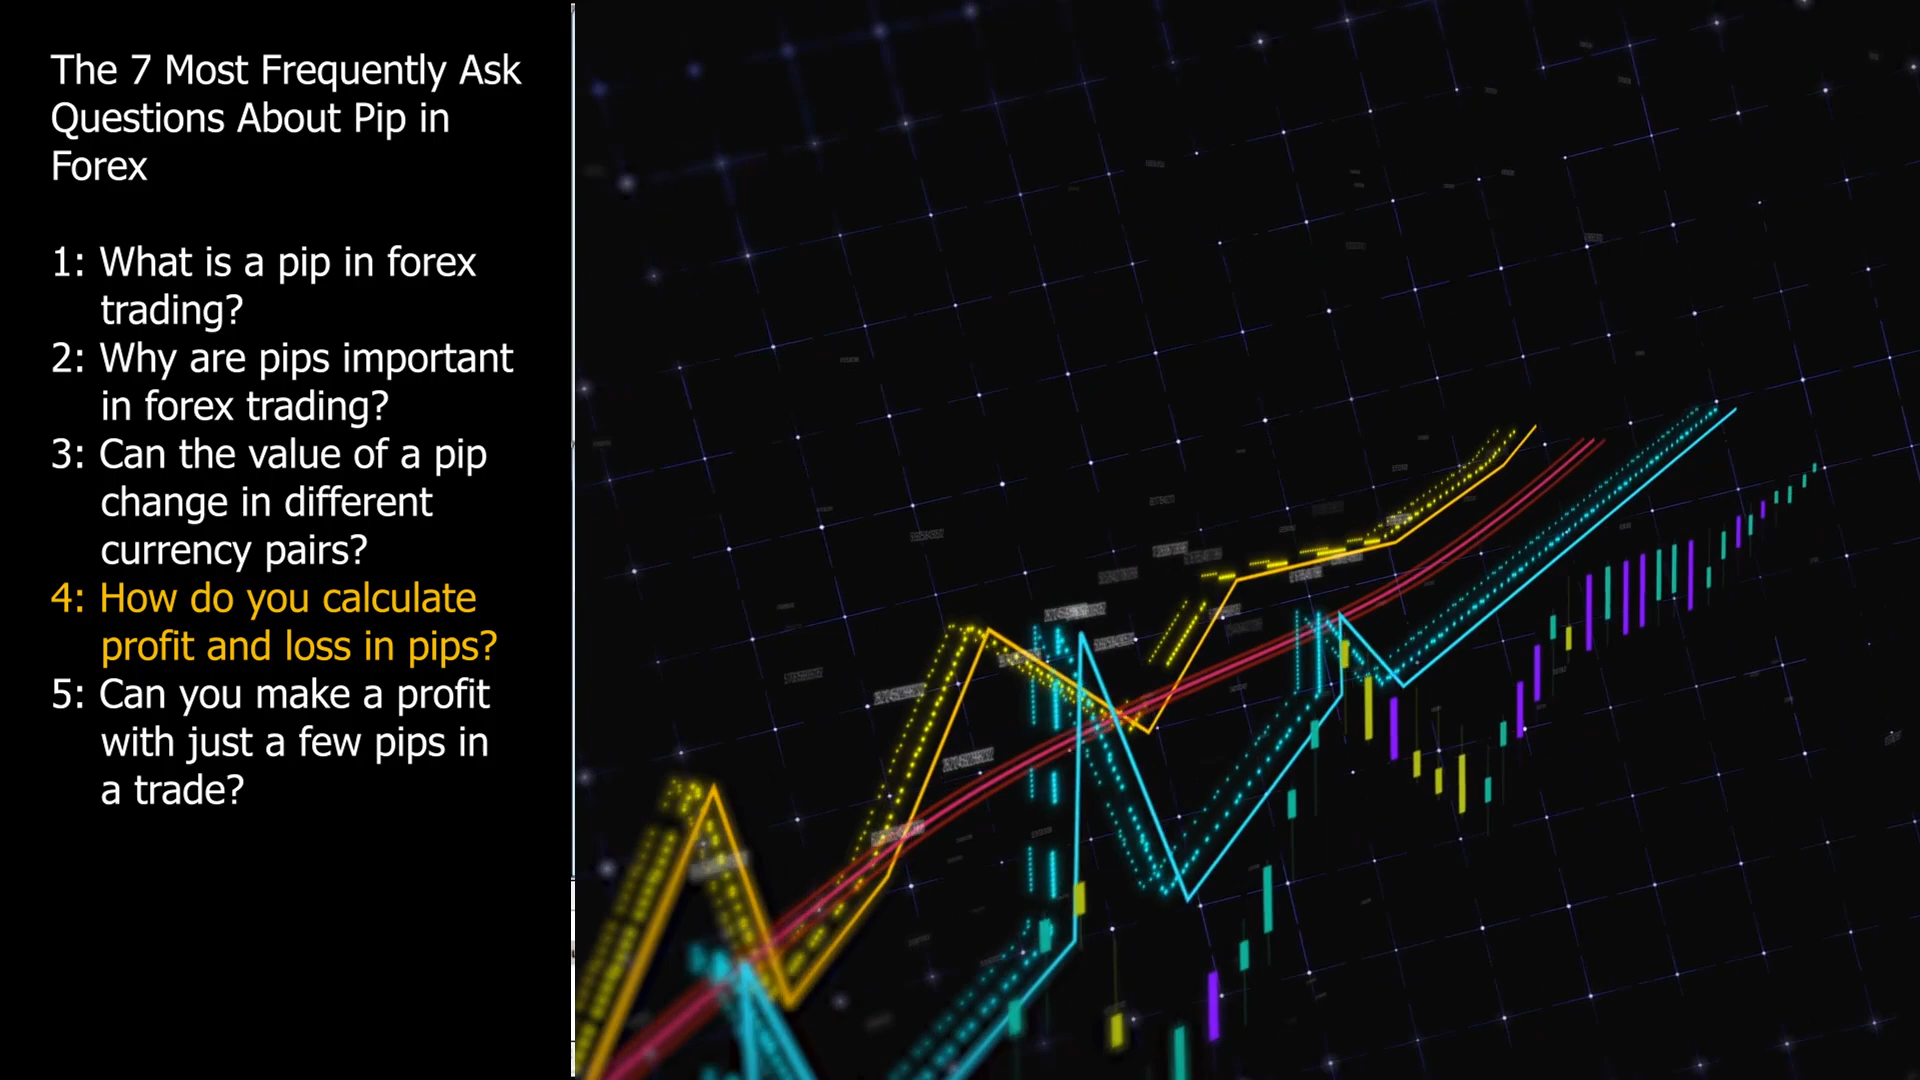 The 7 Most Frequently Ask
Questions About Pip in
Forex
1: What is a pip in forex
trading?
2: Why are pips important
in forex trading?
3: Can the value of a pip
change in different
currency pairs?
4: How do you calculate
profit and loss in pips?
5: Can you make a profit
with just a few pips in
a trade?